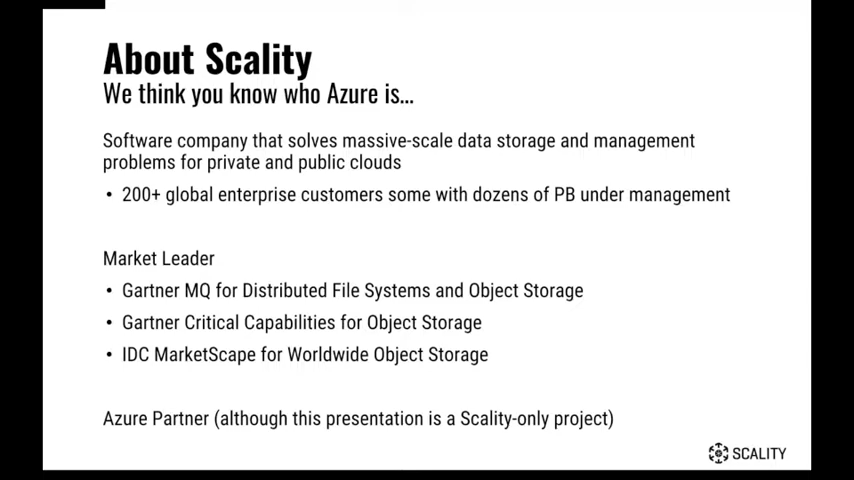 About Scality
We think you know who Azure is...
Software company that solves massive-scale data storage and management
problems for private and public clouds
• 200+ global enterprise customers some with dozens of PB under management
Market Leader
• Gartner MQ for Distributed File Systems and Object Storage
• Gartner Critical Capabilities for Object Storage
• IDC MarketScape for Worldwide Object Storage
Azure Partner (although this presentation is a Scality-only project)
SCALITY